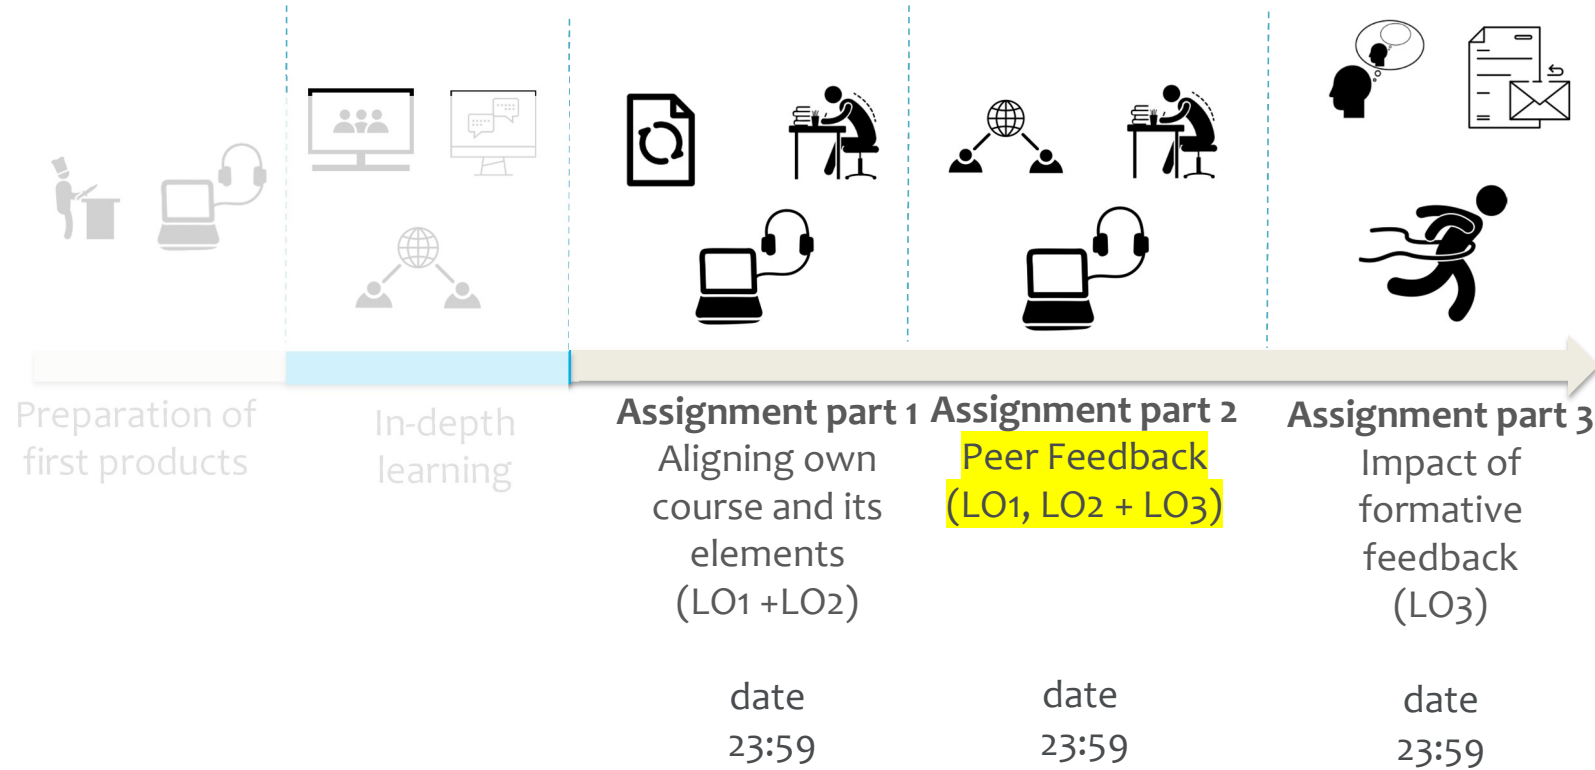 Preparation of
first products
In-depth
learning
Assignment part 1
Aligning own
course and its
elements
(LO1 +LO2)
date
23:59
Assignment part 2
Peer Feedback
(LO1, LO2 + LO3)
date
23:59
Assignment part 3
Impact of
formative
feedback
(LO3)
date
23:59